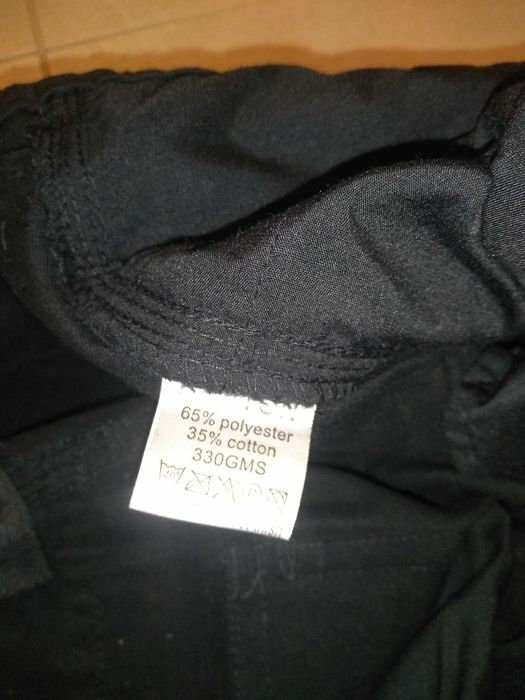 65% polyester
35% cotton
330GMS